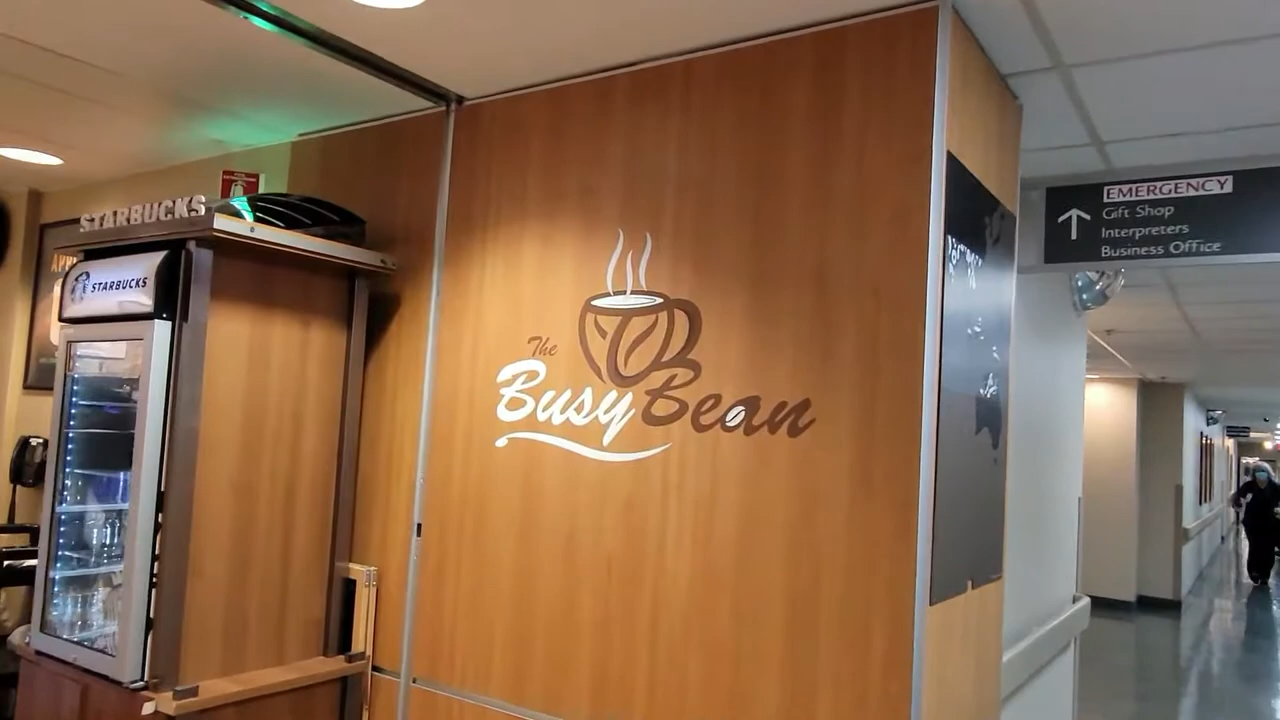 STARBUCKS
STARBUCKS
The
Busy Bean
EMERGENCY
Gift Shop
Interpreters
Business Office